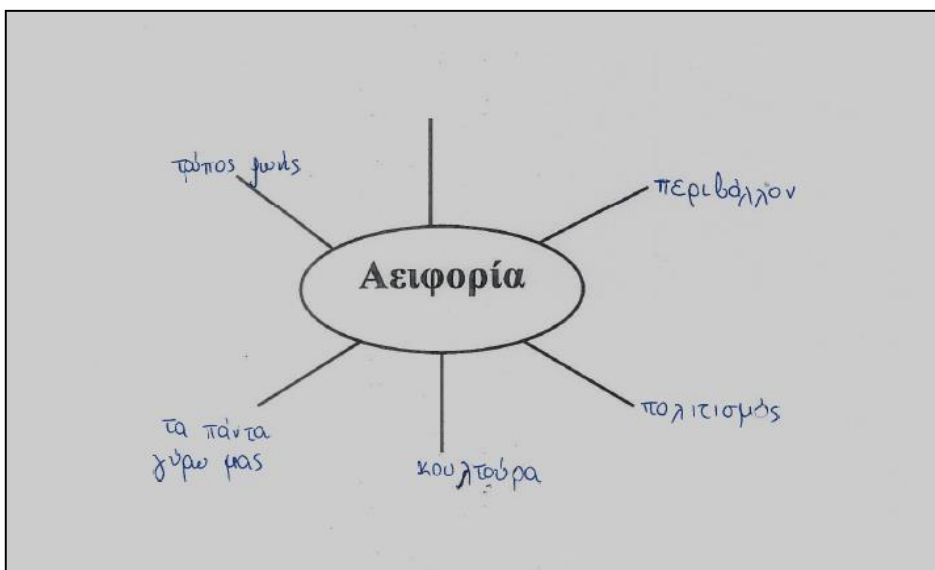 τρόπος ζωής
περιβάλλον
Αειφορία
τα πάντα
γύρω μας
κουλτούρα
πολιτισμός